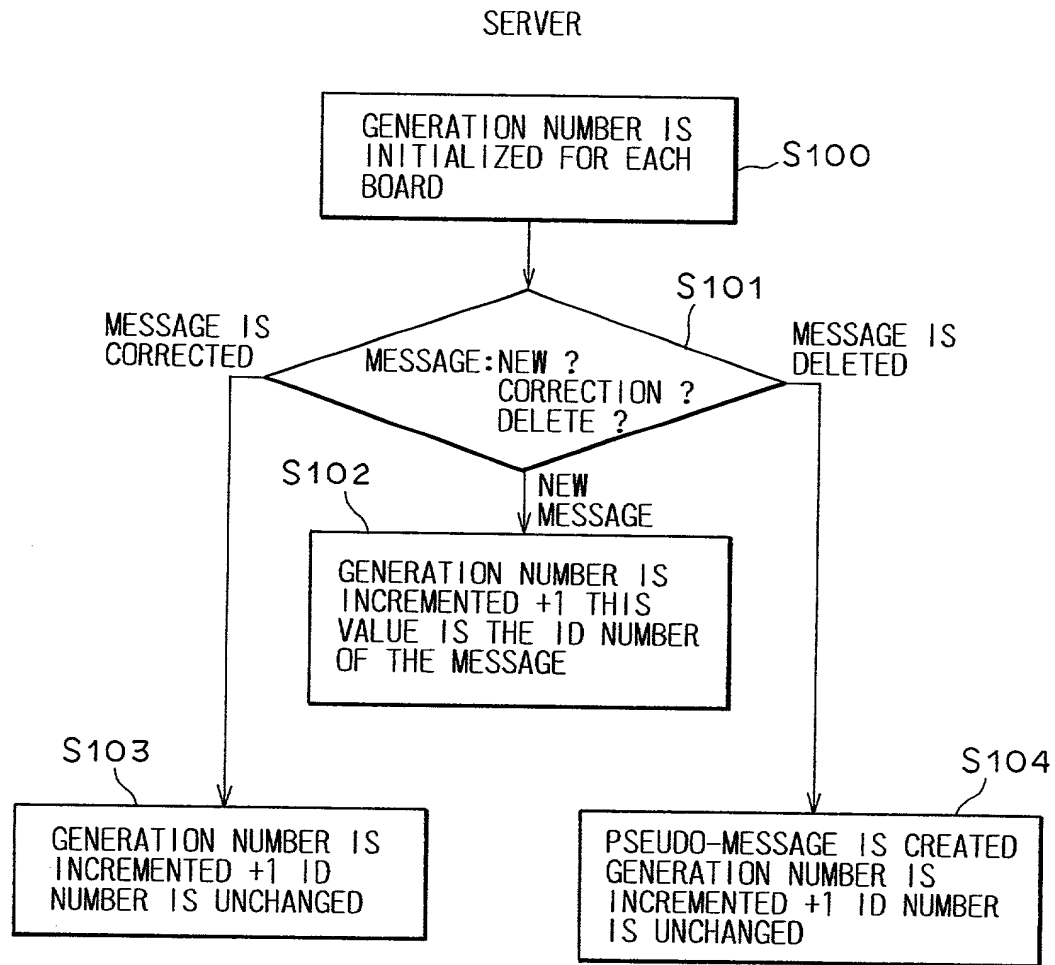 SERVER
GENERATION NUMBER IS
INITIALIZED FOR EACH
BOARD
S100
S101
MESSAGE IS
CORRECTED
MESSAGE:NEW ?
CORRECTION ?
DELETE ?
MESSAGE IS
DELETED
S102
NEW
MESSAGE
GENERATION NUMBER IS
INCREMENTED +1 THIS
VALUE IS THE ID NUMBER
OF THE MESSAGE
S103
GENERATION NUMBER IS
INCREMENTED +1 ID
NUMBER IS UNCHANGED
S104
PSEUDO-MESSAGE IS CREATED
GENERATION NUMBER IS
INCREMENTED +1 ID NUMBER
IS UNCHANGED